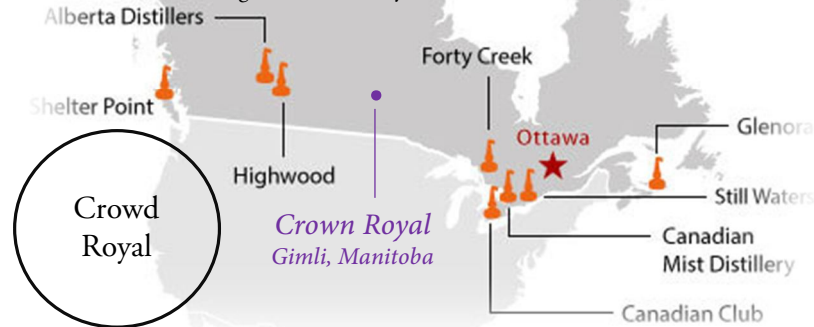 Alberta Distillers
Forty Creek
Shelter Point
Ottawa
Glenora
Highwood
Still Waters
Crowd
Royal
Crown Royal
Gimli, Manitoba
Canadian
Mist Distillery
Canadian Club